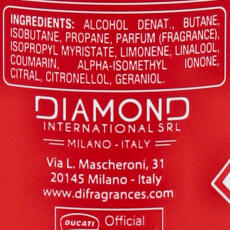 INGREDIENTS: ALCOHOL DENAT., BUTANE,
ISOBUTANE, PROPANE, PARFUM (FRAGRANCE),
ISOPROPYL MYRISTATE, LIMONENE, LINALOOL,
COUMARIN, ALPHA-ISOMETHYL IONONE,
CITRAL, CITRONELLOL, GERANIOL.
DIAMOND
INTERNATIONAL SRL
MILANO - ITALY
Via L. Mascheroni, 31
20145 Milano - Italy
www.difragrances.com
DUCATI Official